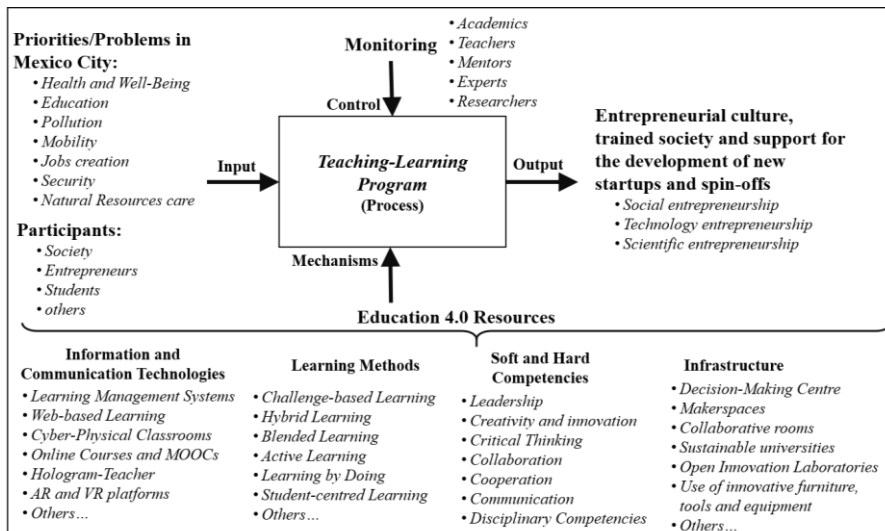 Priorities/Problems in
Mexico City:
• Health and Well-Being
• Education
• Pollution
• Mobility
• Jobs creation
• Security
• Natural Resources care
Participants:
• Society
• Entrepreneurs
• Students
• others
Input
Monitoring
• Academics
• Teachers
• Mentors
• Experts
• Researchers
Control
Teaching-Learning
Program
(Process)
Mechanisms
Output
Entrepreneurial culture,
trained society and support for
the development of new
startups and spin-offs
• Social entrepreneurship
• Technology entrepreneurship
• Scientific entrepreneurship
Education 4.0 Resources
Information and
Communication Technologies
• Learning Management Systems
• Web-based Learning
• Cyber-Physical Classrooms
• Online Courses and MOOCs
• Hologram-Teacher
• AR and VR platforms
• Others…
Learning Methods
• Challenge-based Learning
• Hybrid Learning
• Blended Learning
• Active Learning
• Learning by Doing
• Student-centred Learning
• Others…
Soft and Hard
Competencies
• Leadership
• Creativity and innovation
• Critical Thinking
• Collaboration
• Cooperation
• Communication
• Disciplinary Competencies
Infrastructure
• Decision-Making Centre
• Makerspaces
• Collaborative rooms
• Sustainable universities
• Open Innovation Laboratories
• Use of innovative furniture,
tools and equipment
• Others…